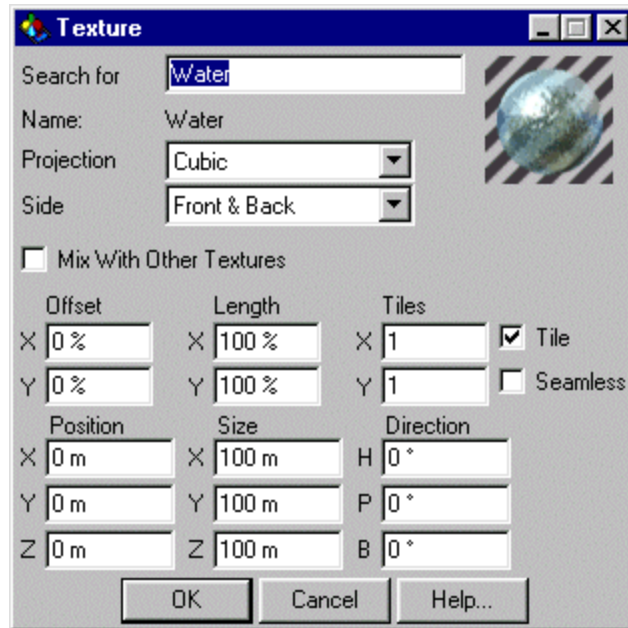 Texture
Search for Water
Name: Water
Projection Cubic
Side Front & Back
Mix With Other Textures
Offset Length Tiles
X 0 % X 100 % X 1 Tile
Y 0 % Y 100 % Y 1 Seamless
Position Size Direction
X 0 m X 100 m H 0 °
Y 0 m Y 100 m P 0 °
Z 0 m Z 100 m B 0 °
OK Cancel Help...